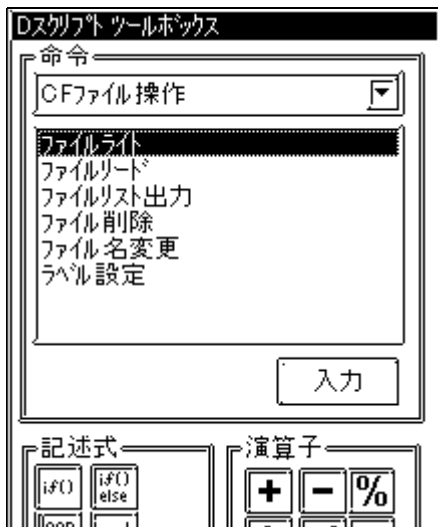 Dｽｸﾘﾌﾟﾄ ﾂｰﾙﾎﾞｯｸｽ
命令
CFﾌｧｲﾙ操作
ﾌｧｲﾙﾗｲﾄ
ﾌｧｲﾙﾘｰﾄﾞ
ﾌｧｲﾙﾘｽﾄ出力
ﾌｧｲﾙ削除
ﾌｧｲﾙ名変更
ﾗﾍﾞﾙ設定
入力
記述式 演算子
if() if() else + - %
loop